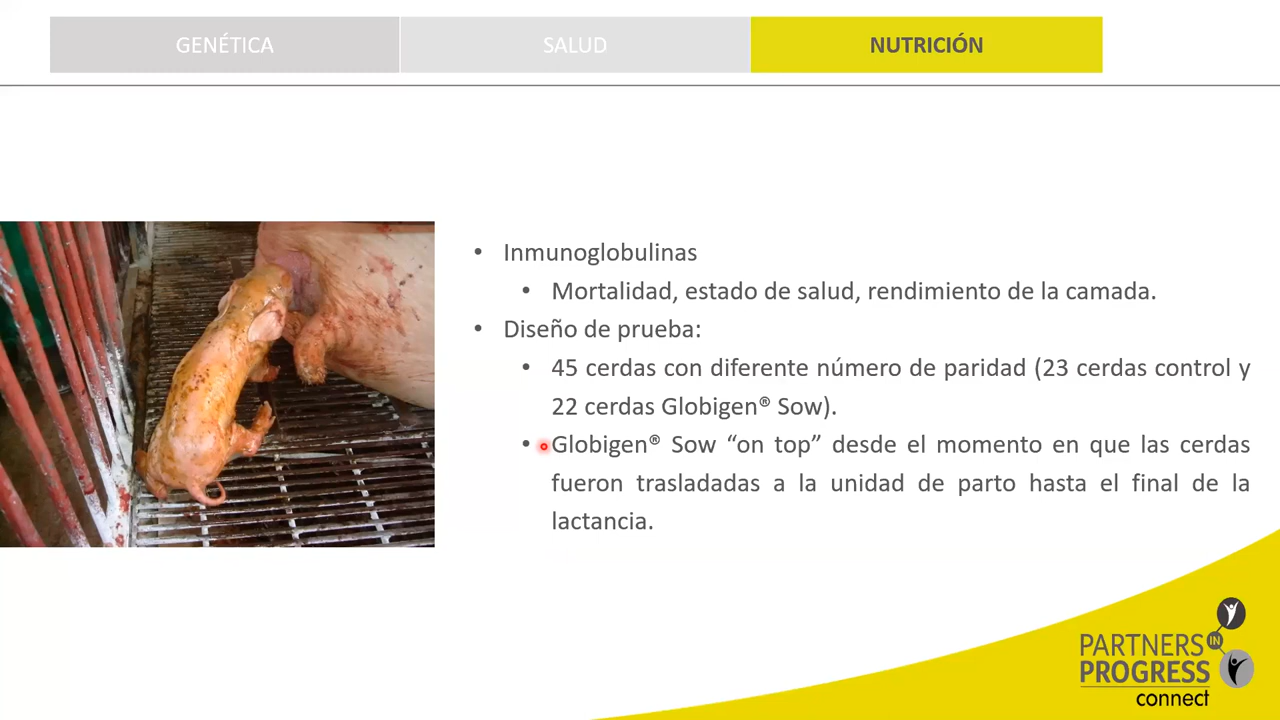 GENÉTICA
SALUD
NUTRICIÓN
• Inmunoglobulinas
• Mortalidad, estado de salud, rendimiento de la camada.
• Diseño de prueba:
• 45 cerdas con diferente número de paridad (23 cerdas control y
22 cerdas Globigen® Sow).
• Globigen® Sow “on top” desde el momento en que las cerdas
fueron trasladadas a la unidad de parto hasta el final de la
lactancia.
PARTNERS
IN
PROGRESS
connect